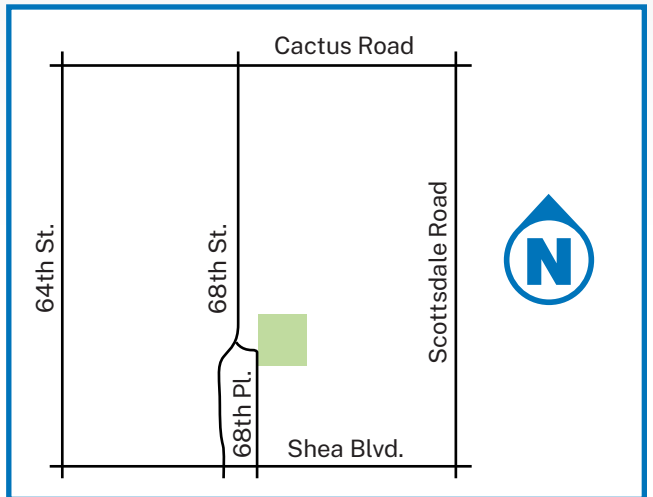 Cactus Road
64th St.
68th St.
Scottsdale Road
N
68th Pl.
Shea Blvd.